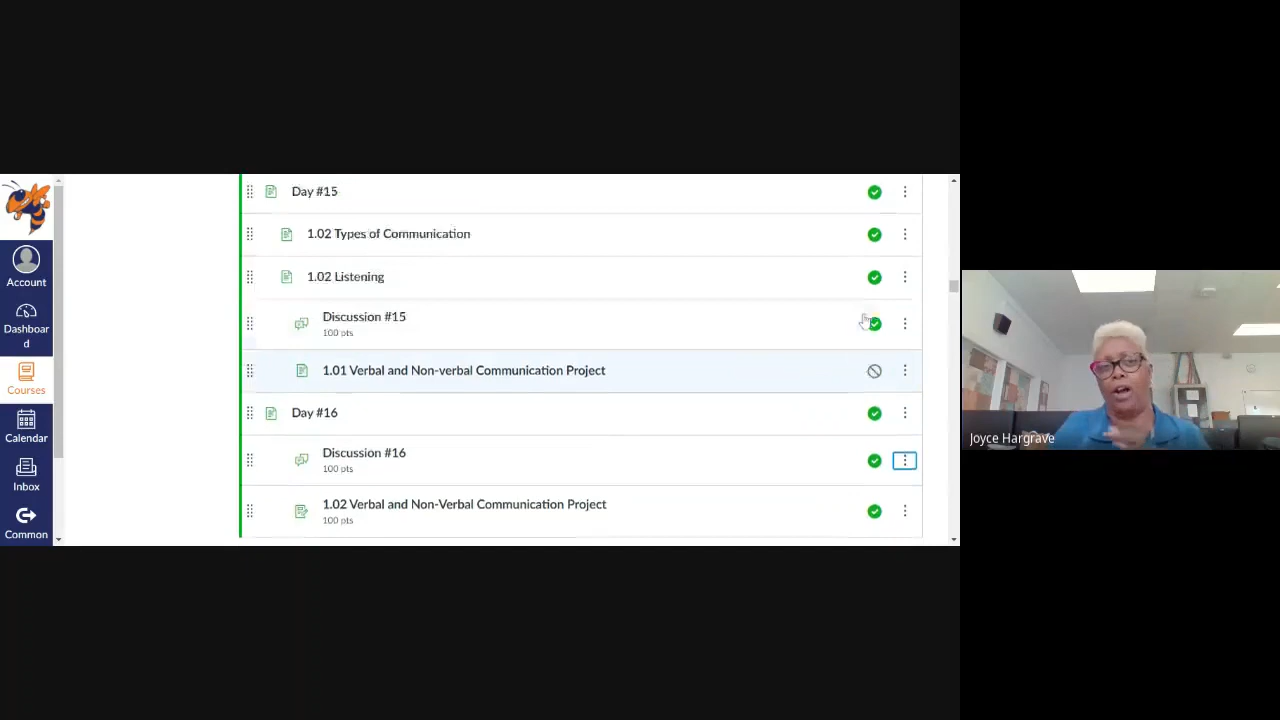 Day #15
1.02 Types of Communication
1.02 Listening
Discussion #15
100 pts
1.01 Verbal and Non-verbal Communication Project
Day #16
Discussion #16
100 pts
1.02 Verbal and Non-Verbal Communication Project
100 pts
Account
Dashboar
d
Courses
Calendar
Inbox
Common
Joyce Hargrave